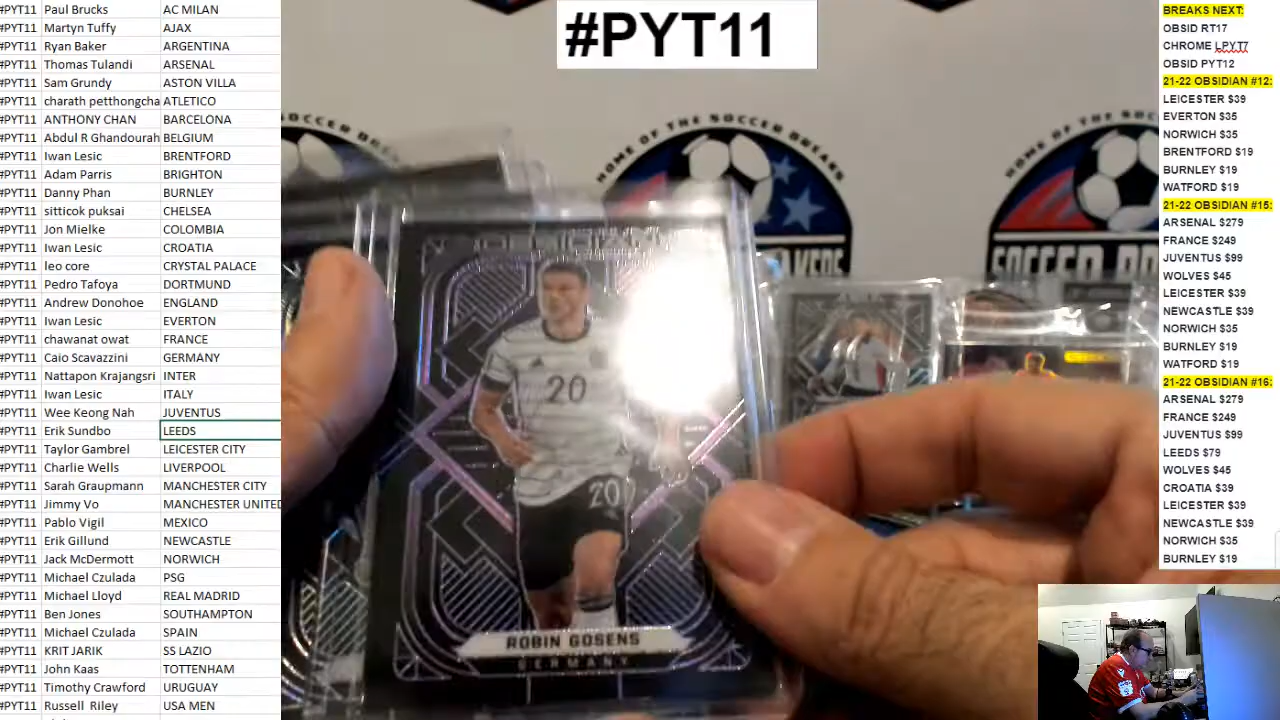 #PYT11 Paul Brucks AC MILAN
#PYT11 Martyn Tuffy AJAX
#PYT11 Ryan Baker ARGENTINA
#PYT11 Thomas Tulandi ARSENAL
#PYT11 Sam Grundy ASTON VILLA
#PYT11 charath petthongcha ATLETICO
#PYT11 ANTHONY CHAN BARCELONA
#PYT11 Abdul R Ghandourah BELGIUM
#PYT11 Iwan Lesic BRENTFORD
#PYT11 Adam Parris BRIGHTON
#PYT11 Danny Phan BURNLEY
#PYT11 sitticok puksai CHELSEA
#PYT11 Jon Mielke COLOMBIA
#PYT11 Iwan Lesic CROATIA
#PYT11 leo core CRYSTAL PALACE
#PYT11 Pedro Tafoya DORTMUND
#PYT11 Andrew Donohoe ENGLAND
#PYT11 Iwan Lesic EVERTON
#PYT11 chawanat owat FRANCE
#PYT11 Caio Scavazzini GERMANY
#PYT11 Nattapon Krajangsri INTER
#PYT11 Iwan Lesic ITALY
#PYT11 Wee Keong Nah JUVENTUS
#PYT11 Erik Sundbo LEEDS
#PYT11 Taylor Gambrel LEICESTER CITY
#PYT11 Charlie Wells LIVERPOOL
#PYT11 Sarah Graupmann MANCHESTER CITY
#PYT11 Jimmy Vo MANCHESTER UNITED
#PYT11 Pablo Vigil MEXICO
#PYT11 Erik Gillund NEWCASTLE
#PYT11 Jack McDermott NORWICH
#PYT11 Michael Czulada PSG
#PYT11 Michael Lloyd REAL MADRID
#PYT11 Ben Jones SOUTHAMPTON
#PYT11 Michael Czulada SPAIN
#PYT11 KRIT JARIK SS LAZIO
#PYT11 John Kaas TOTTENHAM
#PYT11 Timothy Crawford URUGUAY
#PYT11 Russell Riley USA MEN
#PYT11
SOCCER BREAKS
HOME OF THE SOCCER BREAKS
HOME OF THE SOCCER
SOCCER
20
20
ROBIN GOSENS
GERMANY
BREAKS NEXT:
OBSID RT17
CHROME LPYT7
OBSID PYT12
21-22 OBSIDIAN #12:
LEICESTER $39
EVERTON $35
NORWICH $35
BRENTFORD $19
BURNLEY $19
WATFORD $19
21-22 OBSIDIAN #15:
ARSENAL $279
FRANCE $249
JUVENTUS $99
WOLVES $45
LEICESTER $39
NEWCASTLE $39
NORWICH $35
BURNLEY $19
WATFORD $19
21-22 OBSIDIAN #16:
ARSENAL $279
FRANCE $249
JUVENTUS $99
LEEDS $79
WOLVES $45
CROATIA $39
LEICESTER $39
NEWCASTLE $39
NORWICH $35
BURNLEY $19